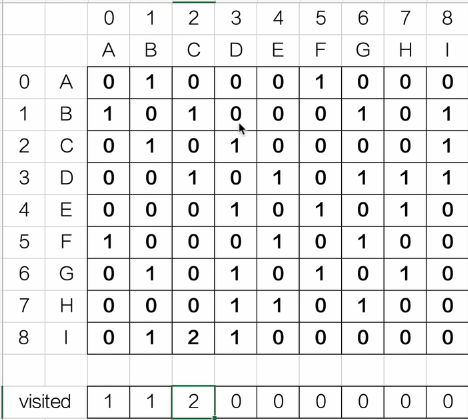 0 1 2 3 4 5 6 7 8
A B C D E F G H I
0 A 0 1 0 0 0 1 0 0 0
1 B 1 0 1 0 0 0 1 0 1
2 C 0 1 0 1 0 0 0 0 1
3 D 0 0 1 0 1 0 1 1 1
4 E 0 0 0 1 0 1 0 1 0
5 F 1 0 0 0 1 0 1 0 0
6 G 0 1 0 1 0 1 0 1 0
7 H 0 0 0 1 1 0 1 0 0
8 I 0 1 2 1 0 0 0 0 0
visited 1 1 2 0 0 0 0 0 0